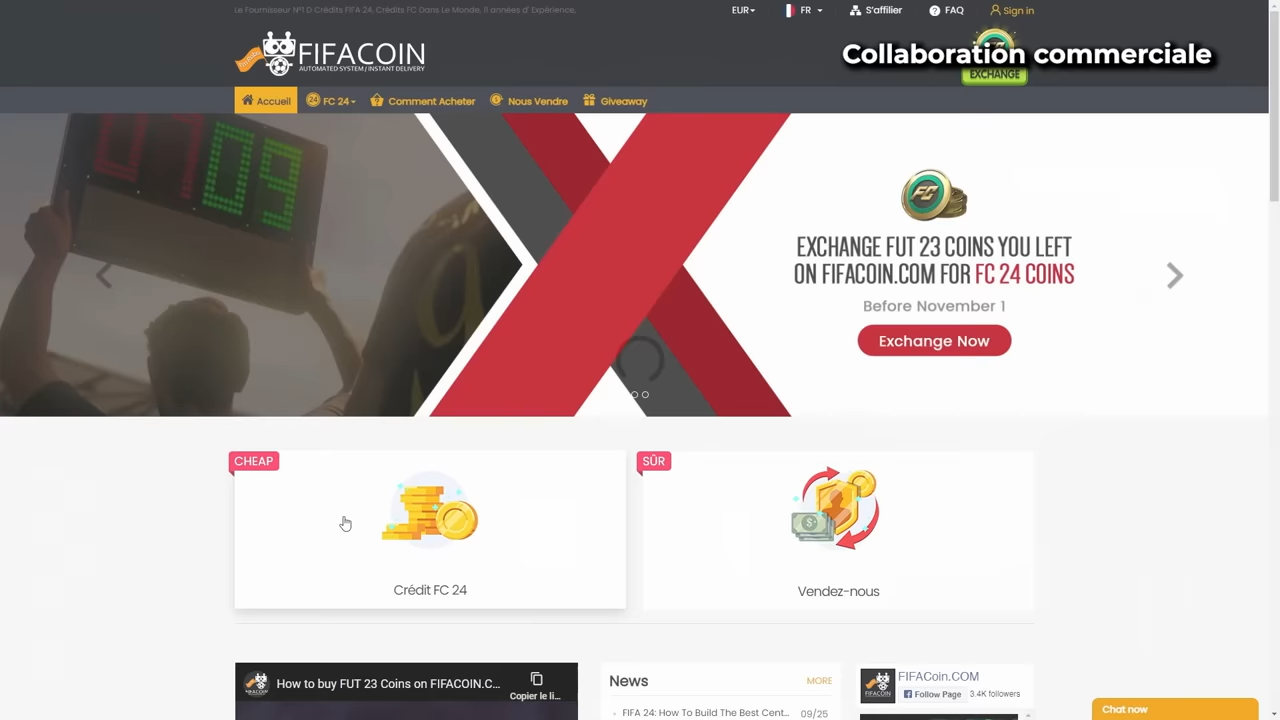 Le Fournisseur N°1 D Crédits FIFA 24, Crédits FC Dans Le Monde, 11 années d' Expérience.
EUR
FR
S'affilier
FAQ
Sign in
FIFACOIN
AUTOMATED SYSTEM/INSTANT DELIVERY
Collaboration commerciale
EXCHANGE
Accueil
FC 24
Comment Acheter
Nous Vendre
Giveaway
09
EXCHANGE FUT 23 COINS YOU LEFT
ON FIFACOIN.COM FOR FC 24 COINS
Before November 1
Exchange Now
CHEAP
SÛR
Crédit FC 24
Vendez-nous
How to buy FUT 23 Coins on FIFACOIN.C...
Copier le li...
News
MORE
FIFA 24: How To Build The Best Cent...
09/25
FIFACOIN
FIFACoin.COM
Follow Page
3.4K followers
Chat now